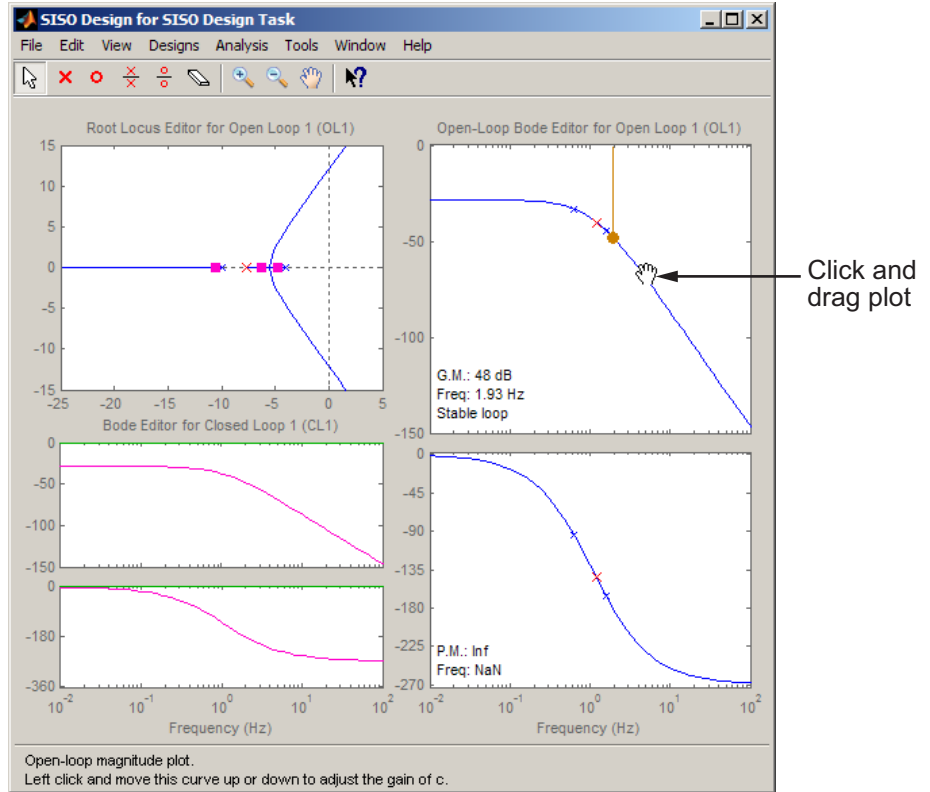 SISO Design for SISO Design Task
File Edit View Designs Analysis Tools Window Help
Root Locus Editor for Open Loop 1 (OL1)
15
10
5
0
-5
-10
-15
-25 -20 -15 -10 -5 0 5
Bode Editor for Closed Loop 1 (CL1)
0
-50
-100
-150
0
-180
-360
10^-2 10^-1 10^0 10^1 10^2
Frequency (Hz)
Open-Loop Bode Editor for Open Loop 1 (OL1)
0
-50
-100
-150
G.M.: 48 dB
Freq: 1.93 Hz
Stable loop
0
-45
-90
-135
-180
-225
-270
P.M.: Inf
Freq: NaN
10^-2 10^-1 10^0 10^1 10^2
Frequency (Hz)
Click and
drag plot
Open-loop magnitude plot.
Left click and move this curve up or down to adjust the gain of c.